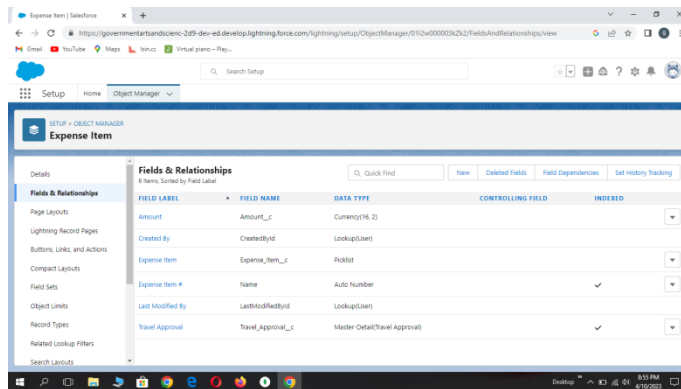 Expense Item | Salesforce
https://governmentartsandscienc-2d9-dev-ed.develop.lightning.force.com/lightning/setup/ObjectManager/01I2w000003kZk2/FieldsAndRelationships/view
Gmail YouTube Maps Virtual piano – Play...
Search Setup
Setup Home Object Manager
SETUP > OBJECT MANAGER
Expense Item
Details
Fields & Relationships
Page Layouts
Lightning Record Pages
Buttons, Links, and Actions
Compact Layouts
Field Sets
Object Limits
Record Types
Related Lookup Filters
Search Layouts
Fields & Relationships
6 Items, Sorted by Field Label
Quick Find
New Deleted Fields Field Dependencies Set History Tracking
FIELD LABEL FIELD NAME DATA TYPE CONTROLLING FIELD INDEXED
Amount Amount__c Currency(16, 2)
Created By CreatedById Lookup(User)
Expense Item Expense_Item__c Picklist
Expense Item # Name Auto Number
Last Modified By LastModifiedById Lookup(User)
Travel Approval Travel_Approval__c Master-Detail(Travel Approval)
Desktop
8:55 PM
4/10/2023